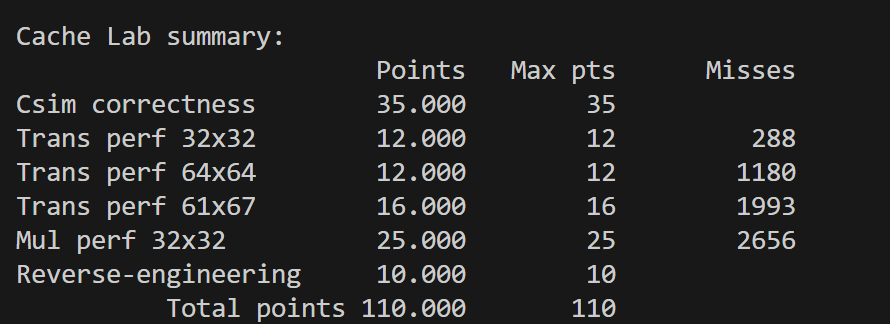 Cache Lab summary:
Points Max pts Misses
Csim correctness 35.000 35
Trans perf 32x32 12.000 12 288
Trans perf 64x64 12.000 12 1180
Trans perf 61x67 16.000 16 1993
Mul perf 32x32 25.000 25 2656
Reverse-engineering 10.000 10
Total points 110.000 110